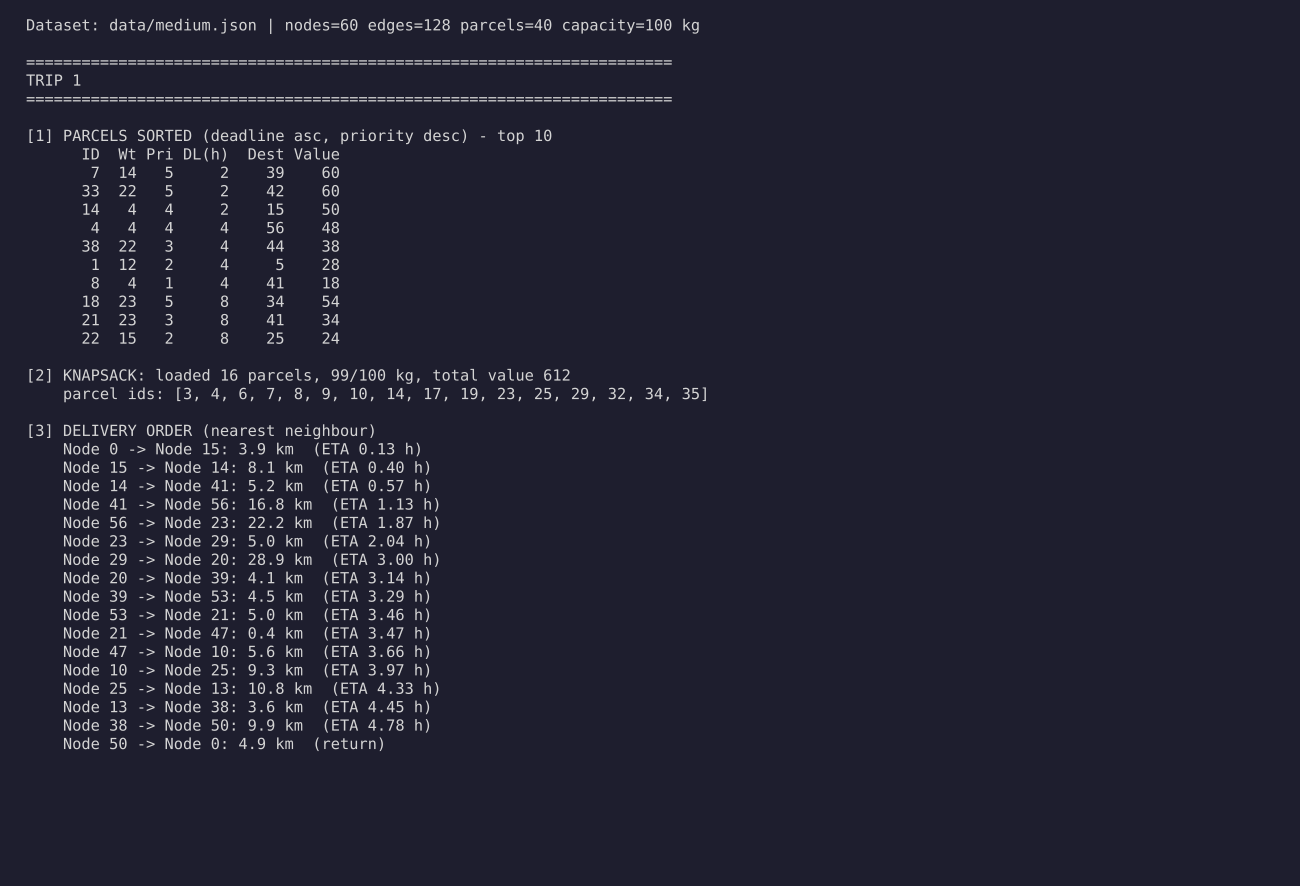 Dataset: data/medium.json | nodes=60 edges=128 parcels=40 capacity=100 kg
======================================================================
TRIP 1
======================================================================
[1] PARCELS SORTED (deadline asc, priority desc) - top 10
      ID  Wt Pri DL(h)  Dest Value
       7  14   5     2    39    60
      33  22   5     2    42    60
      14   4   4     2    15    50
       4   4   4     4    56    48
      38  22   3     4    44    38
       1  12   2     4     5    28
       8   4   1     4    41    18
      18  23   5     8    34    54
      21  23   3     8    41    34
      22  15   2     8    25    24
[2] KNAPSACK: loaded 16 parcels, 99/100 kg, total value 612
    parcel ids: [3, 4, 6, 7, 8, 9, 10, 14, 17, 19, 23, 25, 29, 32, 34, 35]
[3] DELIVERY ORDER (nearest neighbour)
    Node 0 -> Node 15: 3.9 km  (ETA 0.13 h)
    Node 15 -> Node 14: 8.1 km  (ETA 0.40 h)
    Node 14 -> Node 41: 5.2 km  (ETA 0.57 h)
    Node 41 -> Node 56: 16.8 km  (ETA 1.13 h)
    Node 56 -> Node 23: 22.2 km  (ETA 1.87 h)
    Node 23 -> Node 29: 5.0 km  (ETA 2.04 h)
    Node 29 -> Node 20: 28.9 km  (ETA 3.00 h)
    Node 20 -> Node 39: 4.1 km  (ETA 3.14 h)
    Node 39 -> Node 53: 4.5 km  (ETA 3.29 h)
    Node 53 -> Node 21: 5.0 km  (ETA 3.46 h)
    Node 21 -> Node 47: 0.4 km  (ETA 3.47 h)
    Node 47 -> Node 10: 5.6 km  (ETA 3.66 h)
    Node 10 -> Node 25: 9.3 km  (ETA 3.97 h)
    Node 25 -> Node 13: 10.8 km  (ETA 4.33 h)
    Node 13 -> Node 38: 3.6 km  (ETA 4.45 h)
    Node 38 -> Node 50: 9.9 km  (ETA 4.78 h)
    Node 50 -> Node 0: 4.9 km  (return)